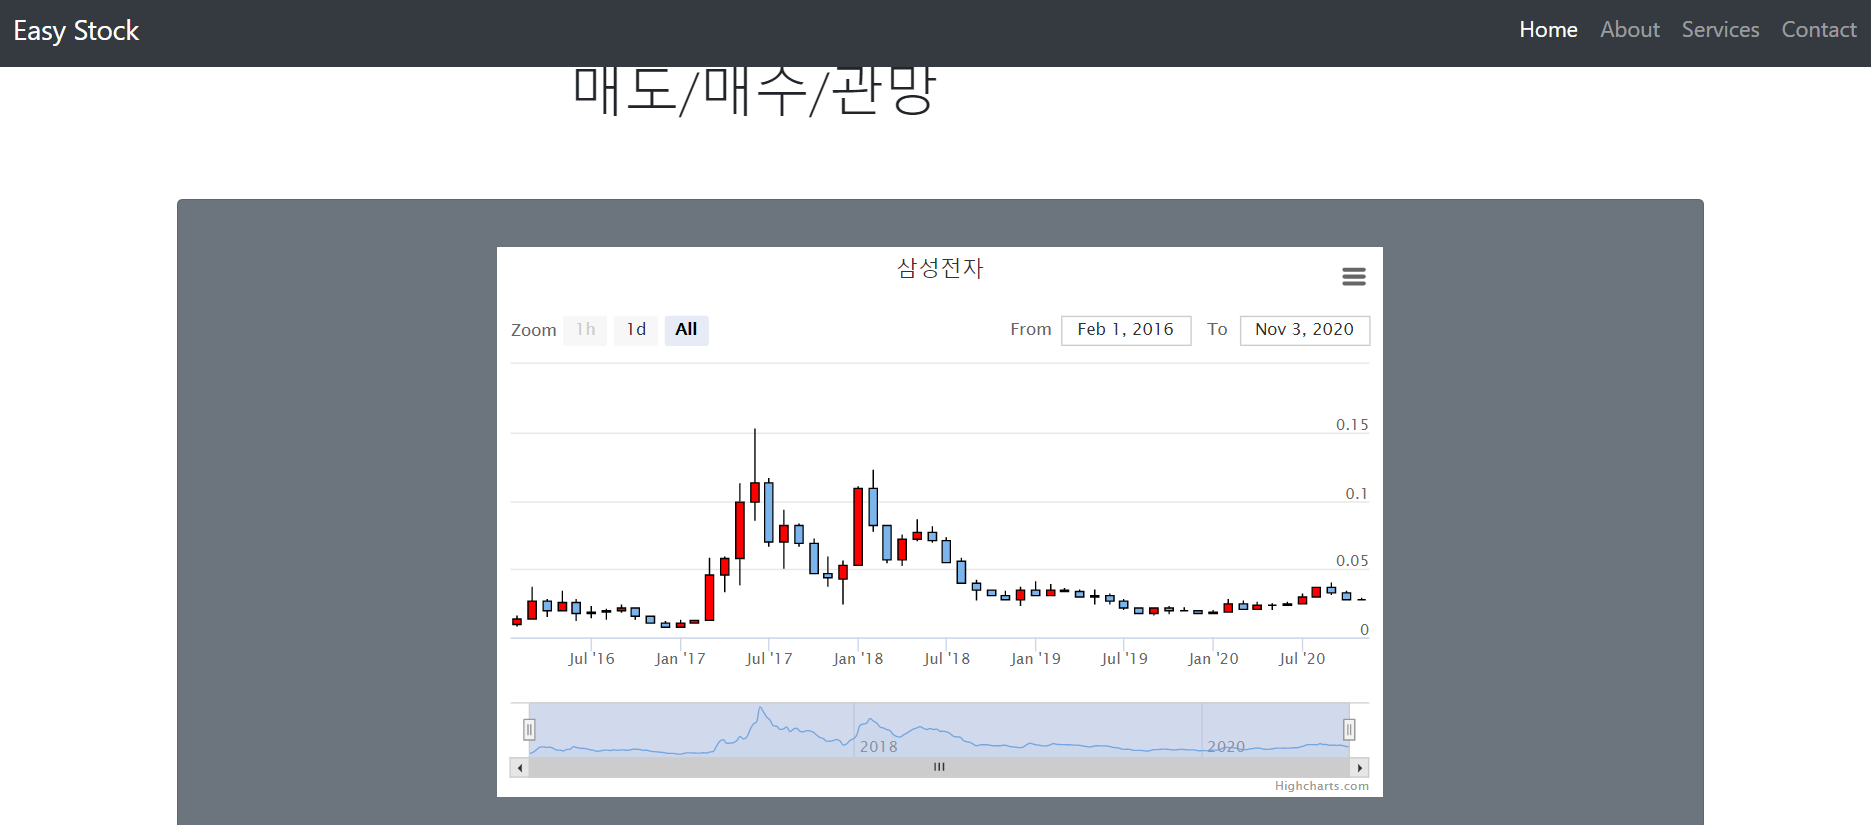 Easy Stock Home About Services Contact
매도/매수/관망
삼성전자
Zoom 1h 1d All From Feb 1, 2016 To Nov 3, 2020
0.15
0.1
0.05
0
Jul '16 Jan '17 Jul '17 Jan '18 Jul '18 Jan '19 Jul '19 Jan '20 Jul '20
2018 2020
Highcharts.com